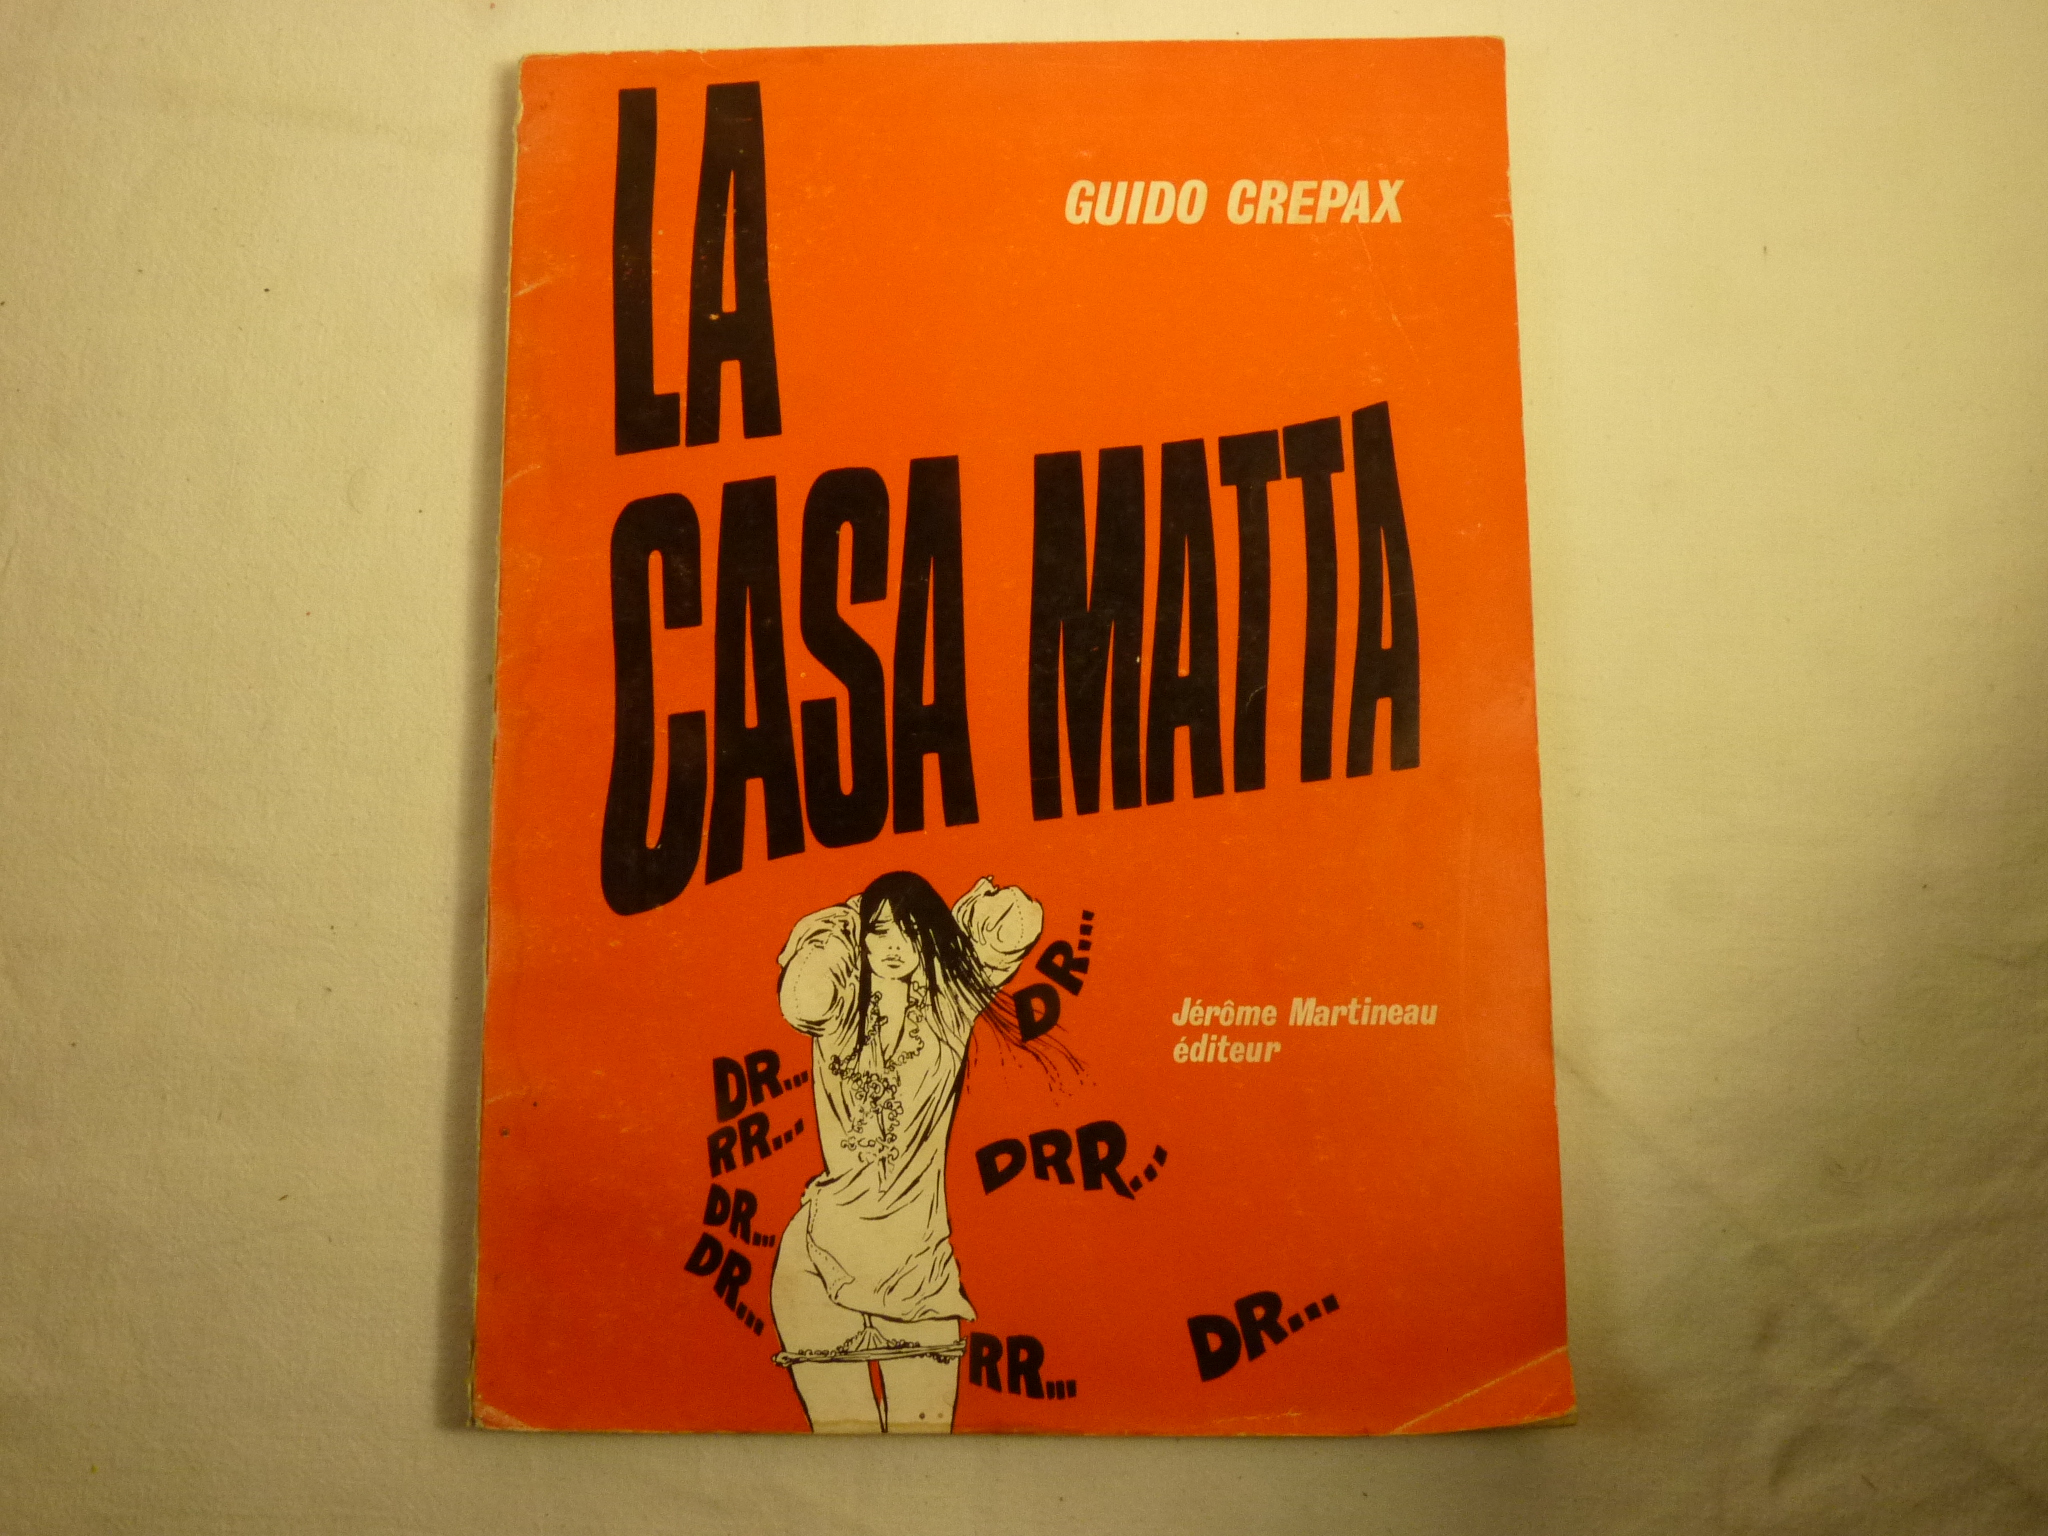 LA
GUIDO CREPAX
CASA MATTA
DR...
Jérôme Martineau
éditeur
DR...
RR...
DRR...
DR...
DR...
RR...
DR...